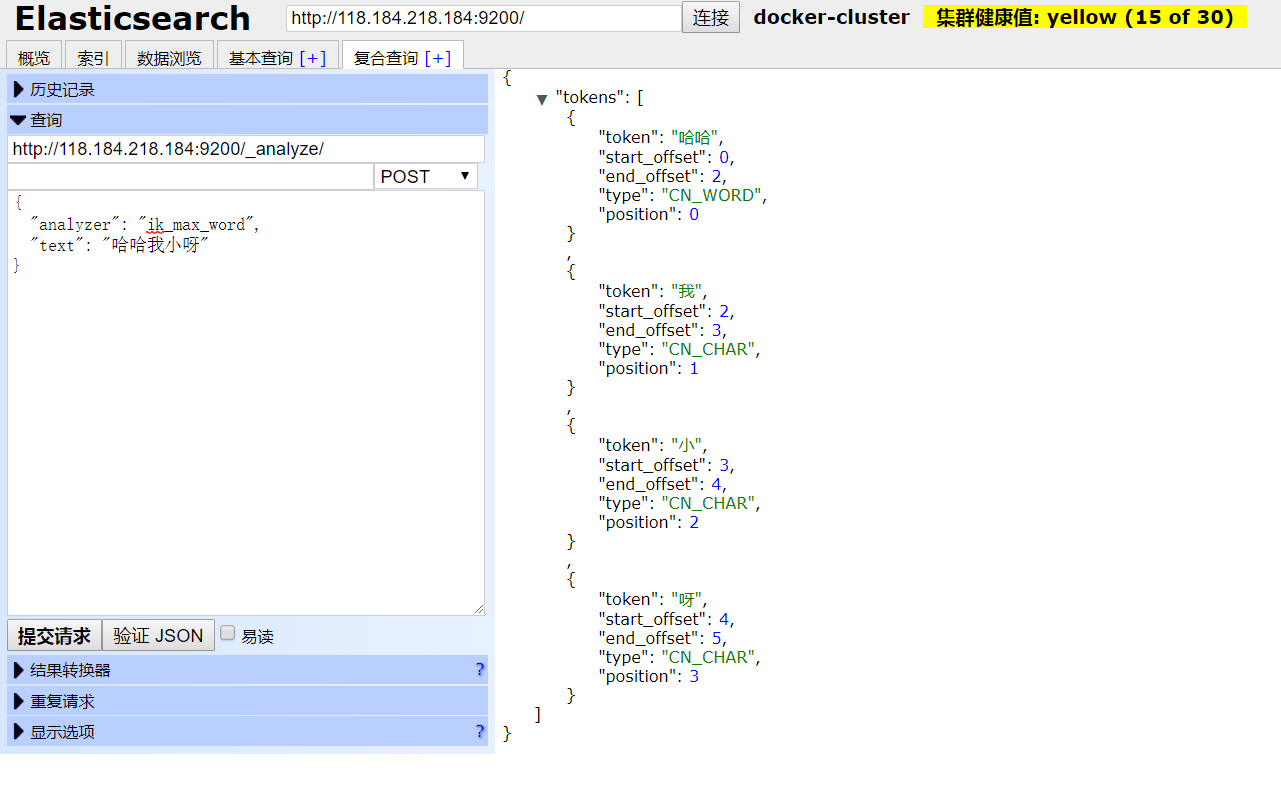 Elasticsearch http://118.184.218.184:9200/ 连接 docker-cluster 集群健康值: yellow (15 of 30)
概览 索引 数据浏览 基本查询 [+] 复合查询 [+]
历史记录
查询
http://118.184.218.184:9200/_analyze/
POST
{
"analyzer": "ik_max_word",
"text": "哈哈我小呀"
}
提交请求 验证 JSON 易读
结果转换器 ?
重复请求
显示选项 ?
{
"tokens": [
{
"token": "哈哈",
"start_offset": 0,
"end_offset": 2,
"type": "CN_WORD",
"position": 0
}
,
{
"token": "我",
"start_offset": 2,
"end_offset": 3,
"type": "CN_CHAR",
"position": 1
}
,
{
"token": "小",
"start_offset": 3,
"end_offset": 4,
"type": "CN_CHAR",
"position": 2
}
,
{
"token": "呀",
"start_offset": 4,
"end_offset": 5,
"type": "CN_CHAR",
"position": 3
}
]
}